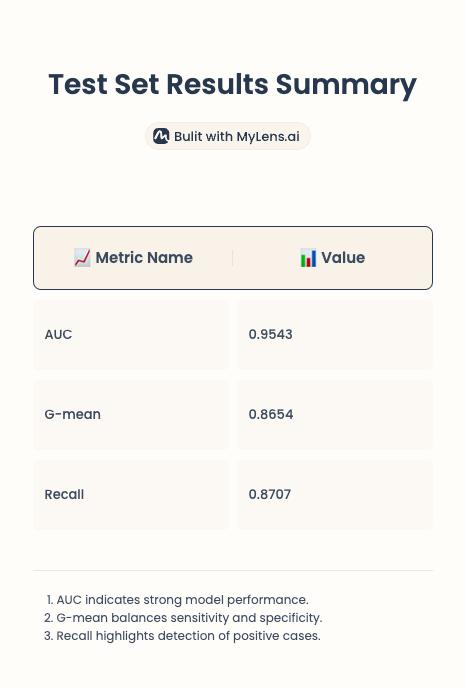 Test Set Results Summary
Bulit with MyLens.ai
Metric Name Value
AUC 0.9543
G-mean 0.8654
Recall 0.8707
1. AUC indicates strong model performance.
2. G-mean balances sensitivity and specificity.
3. Recall highlights detection of positive cases.